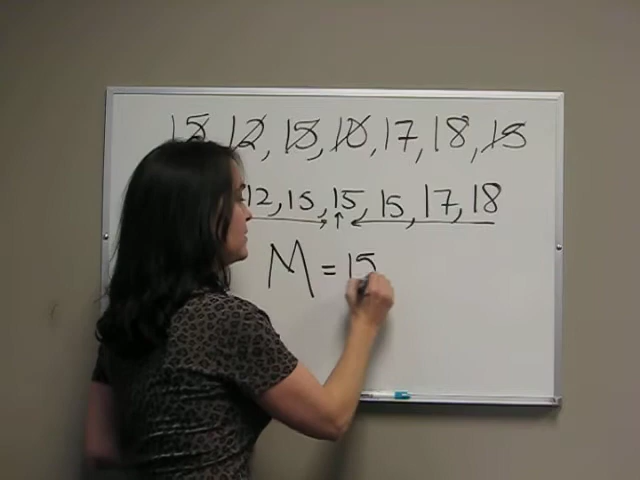 15, 12, 15, 10, 17, 18, 15
12, 15, 15, 15, 17, 18
M = 15